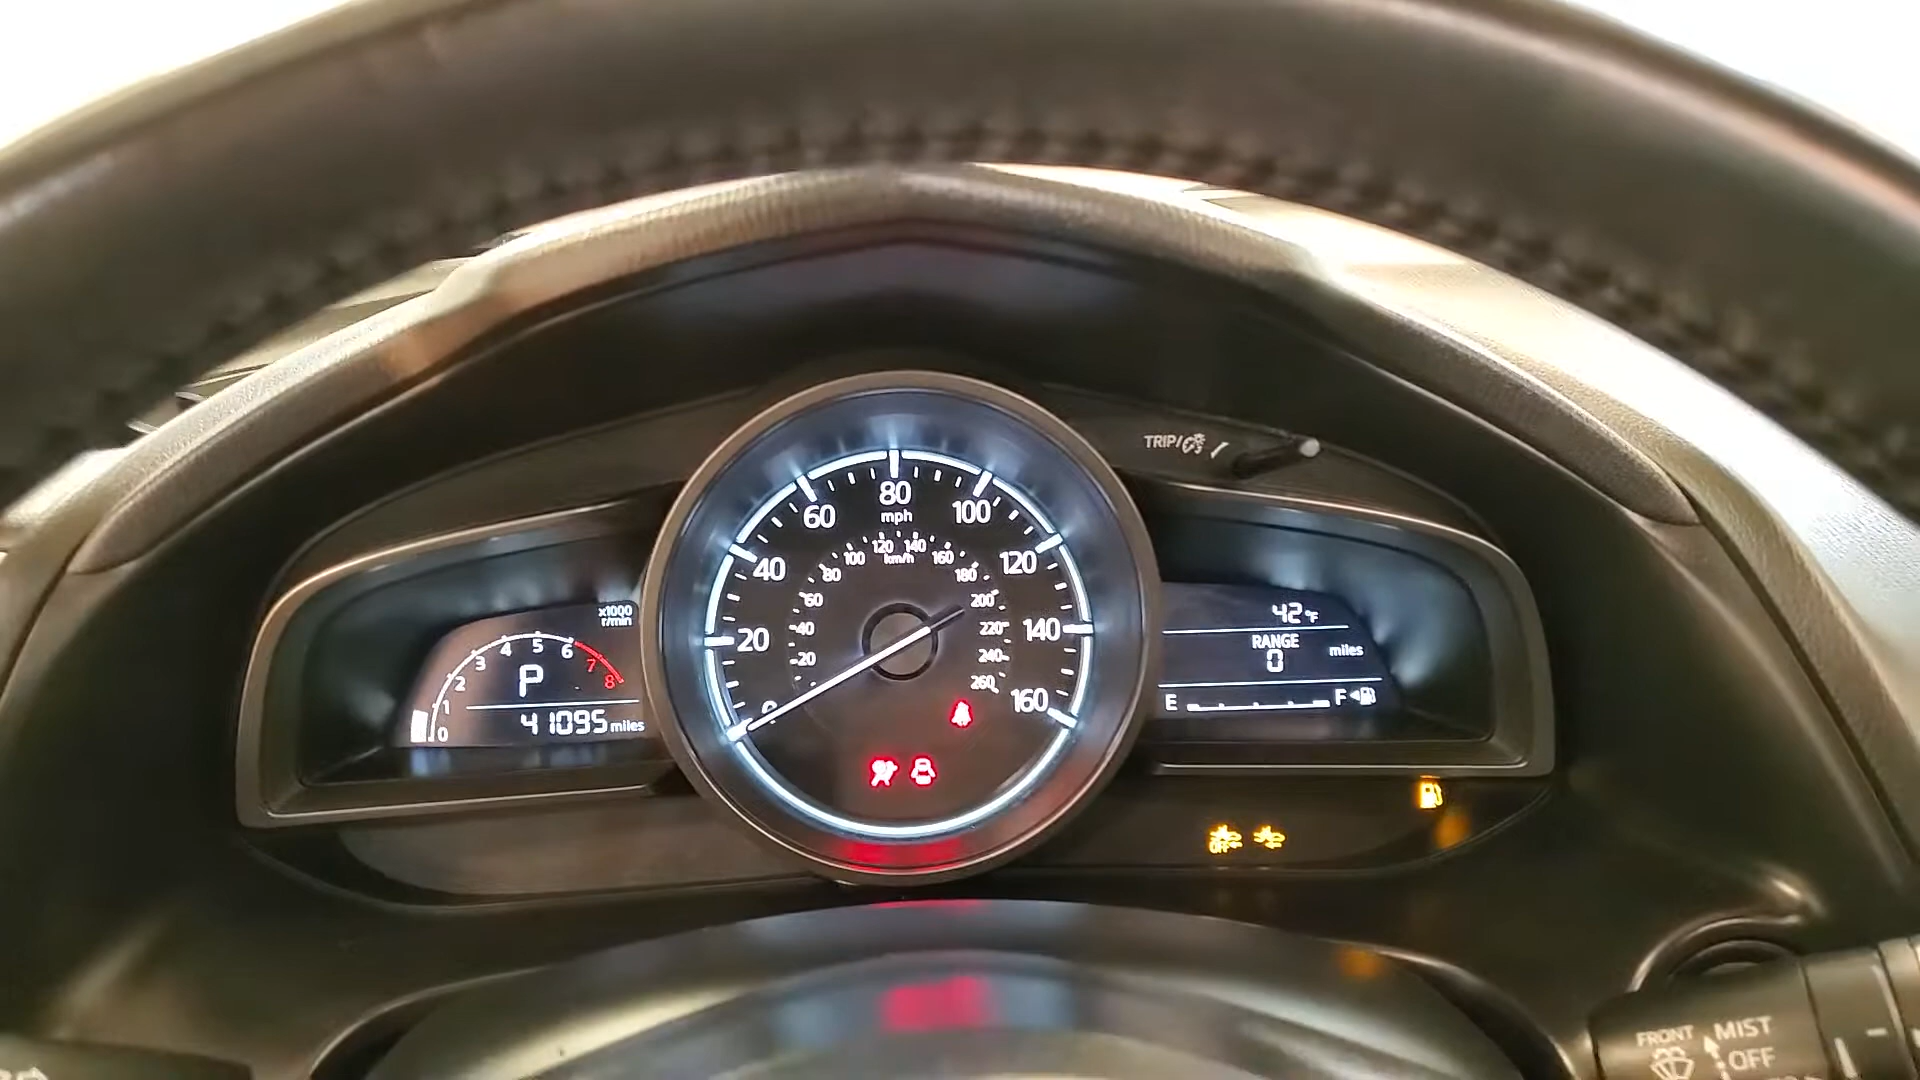 TRIP/
x1000
r/min
0
1
2
3
4
5
6
7
8
P
41095 miles
0
20
40
60
80
100
120
140
160
mph
20
40
60
80
100
120
140
160
180
200
220
240
260
km/h
42°F
RANGE
0 miles
E F
OFF
FRONT MIST
OFF